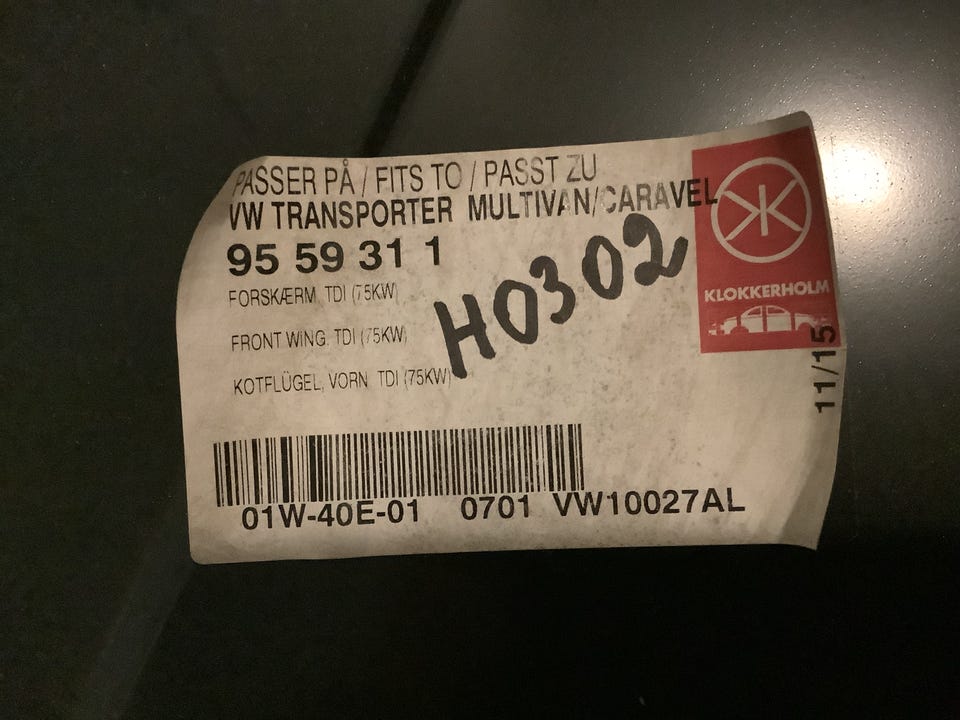 PASSER PÅ / FITS TO / PASST ZU
VW TRANSPORTER MULTIVAN/CARAVEL
95 59 31 1
FORSKÆRM, TDI (75KW)
FRONT WING, TDI (75KW)
KOTFLÜGEL, VORN TDI (75KW)
H0302
KLOKKERHOLM
11/15
01W-40E-01 0701 VW10027AL